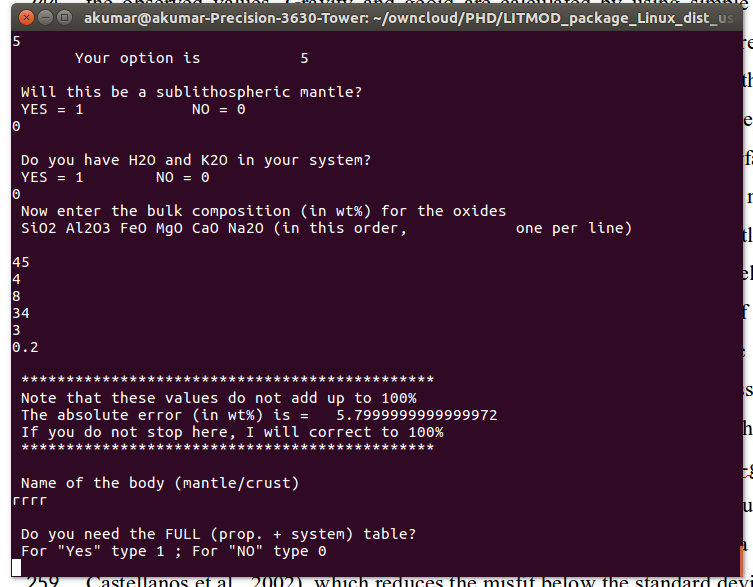 akumar@akumar-Precision-3630-Tower: ~/owncloud/PHD/LITMOD_package_Linux_dist_us
5
Your option is 5
Will this be a sublithospheric mantle?
YES = 1 NO = 0
0
Do you have H2O and K2O in your system?
YES = 1 NO = 0
0
Now enter the bulk composition (in wt%) for the oxides
SiO2 Al2O3 FeO MgO CaO Na2O (in this order, one per line)
45
4
8
34
3
0.2
**********************************************
Note that these values do not add up to 100%
The absolute error (in wt%) is = 5.7999999999999972
If you do not stop here, I will correct to 100%
**********************************************
Name of the body (mantle/crust)
rrrr
Do you need the FULL (prop. + system) table?
For "Yes" type 1 ; For "NO" type 0
259 Castellanos et al., 2002), which reduces the misfit below the standard devi